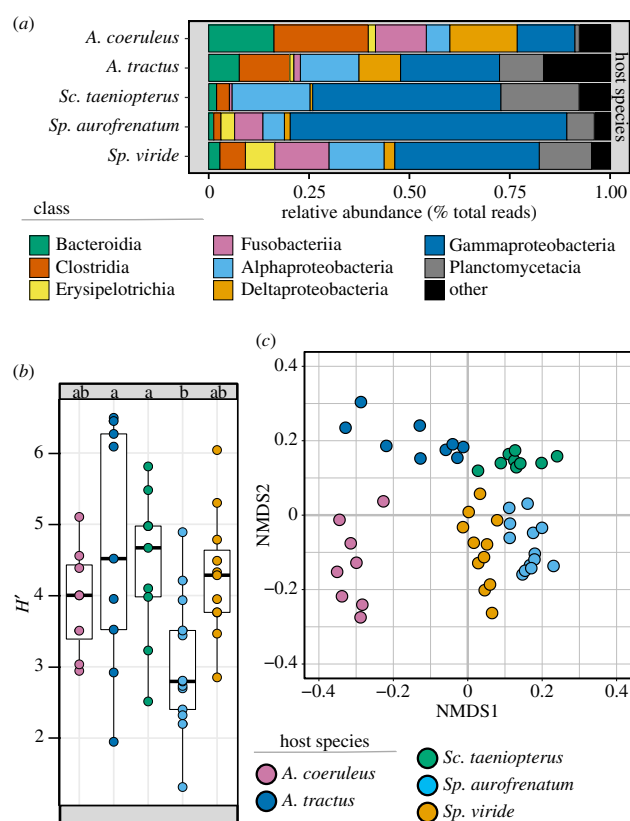 (a)
A. coeruleus
A. tractus
Sc. taeniopterus
Sp. aurofrenatum
Sp. viride
host species
0 0.25 0.50 0.75 1.00
relative abundance (% total reads)
class
Bacteroidia Fusobacteriia Gammaproteobacteria
Clostridia Alphaproteobacteria Planctomycetacia
Erysipelotrichia Deltaproteobacteria other
(b)
ab a a b ab
6
5
4
3
2
H′
(c)
0.4
0.2
0
−0.2
−0.4
NMDS2
−0.4 −0.2 0 0.2 0.4
NMDS1
host species
A. coeruleus
A. tractus
Sc. taeniopterus
Sp. aurofrenatum
Sp. viride